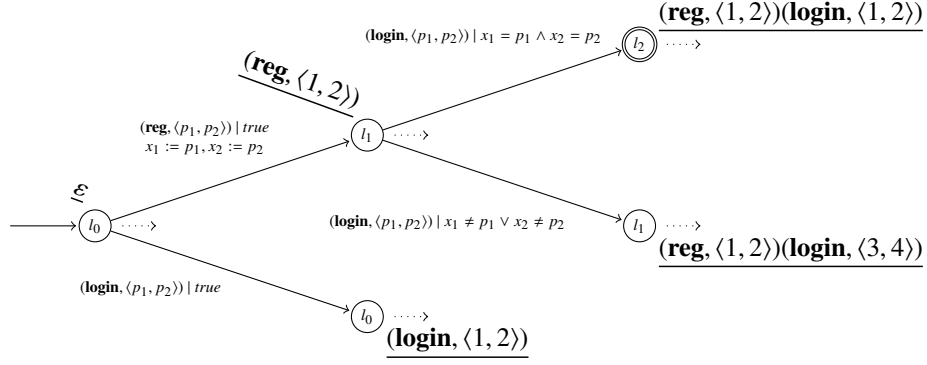 (reg, ⟨1, 2⟩)(login, ⟨1, 2⟩)
(login, ⟨p₁, p₂⟩) | x₁ = p₁ ∧ x₂ = p₂
l₂
(reg, ⟨1, 2⟩)
(reg, ⟨p₁, p₂⟩) | true
x₁ := p₁, x₂ := p₂
l₁
ε
l₀
(login, ⟨p₁, p₂⟩) | x₁ ≠ p₁ ∨ x₂ ≠ p₂
l₁
(reg, ⟨1, 2⟩)(login, ⟨3, 4⟩)
(login, ⟨p₁, p₂⟩) | true
l₀
(login, ⟨1, 2⟩)